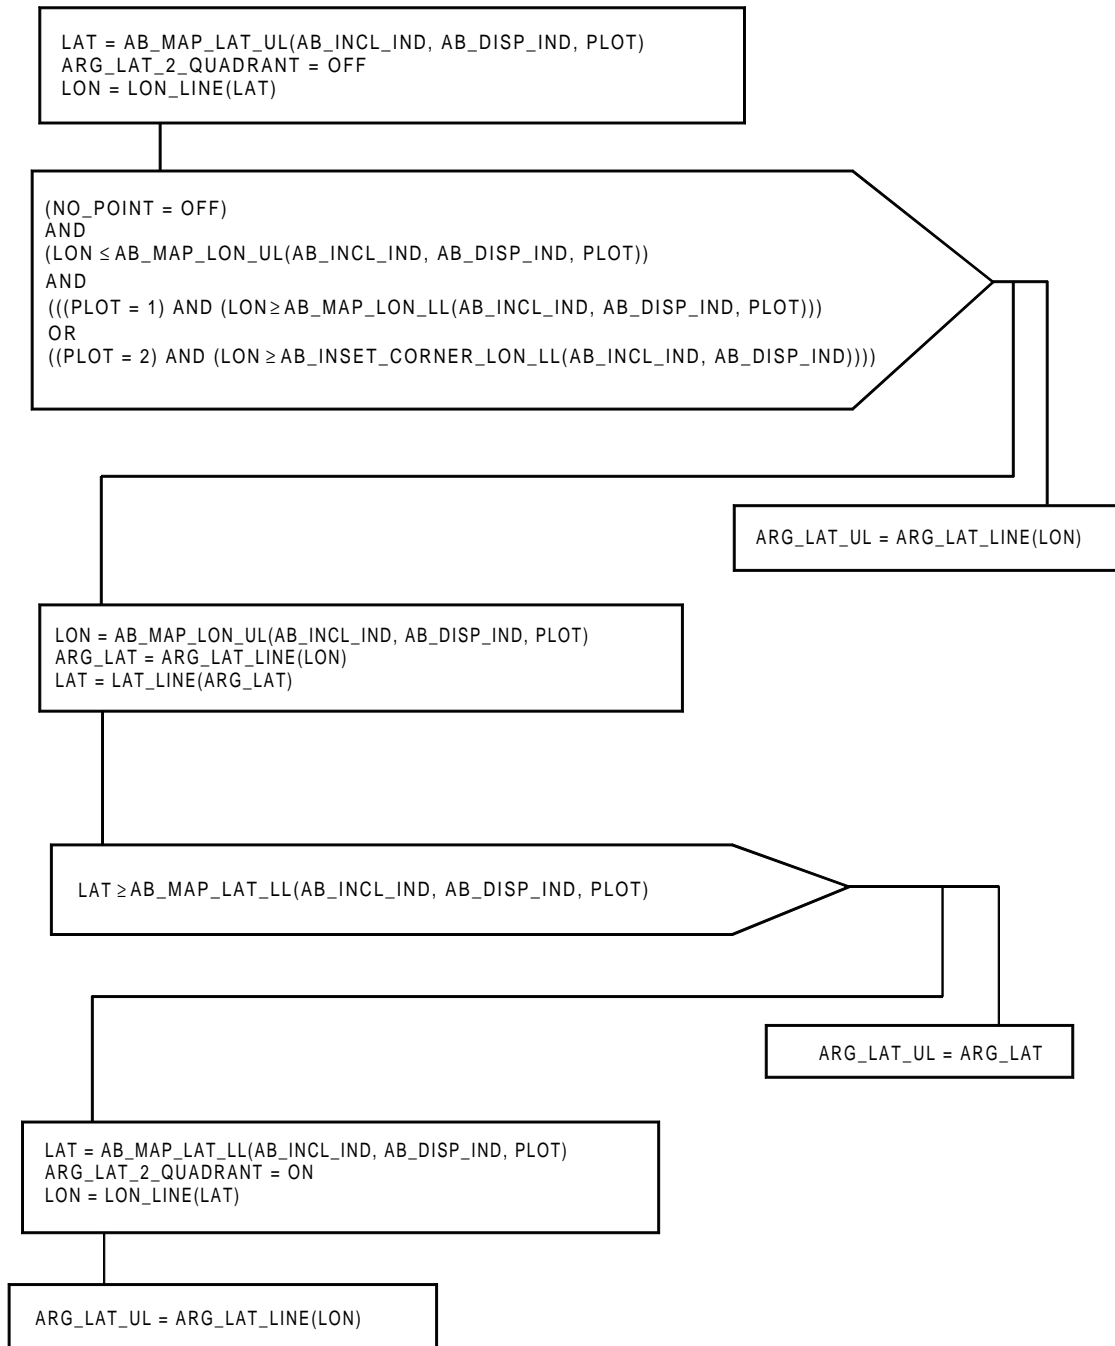 LAT = AB_MAP_LAT_UL(AB_INCL_IND, AB_DISP_IND, PLOT)
ARG_LAT_2_QUADRANT = OFF
LON = LON_LINE(LAT)
(NO_POINT = OFF)
AND
(LON ≤ AB_MAP_LON_UL(AB_INCL_IND, AB_DISP_IND, PLOT))
AND
(((PLOT = 1) AND (LON ≥ AB_MAP_LON_LL(AB_INCL_IND, AB_DISP_IND, PLOT)))
OR
((PLOT = 2) AND (LON ≥ AB_INSET_CORNER_LON_LL(AB_INCL_IND, AB_DISP_IND))))
ARG_LAT_UL = ARG_LAT_LINE(LON)
LON = AB_MAP_LON_UL(AB_INCL_IND, AB_DISP_IND, PLOT)
ARG_LAT = ARG_LAT_LINE(LON)
LAT = LAT_LINE(ARG_LAT)
LAT ≥ AB_MAP_LAT_LL(AB_INCL_IND, AB_DISP_IND, PLOT)
ARG_LAT_UL = ARG_LAT
LAT = AB_MAP_LAT_LL(AB_INCL_IND, AB_DISP_IND, PLOT)
ARG_LAT_2_QUADRANT = ON
LON = LON_LINE(LAT)
ARG_LAT_UL = ARG_LAT_LINE(LON)